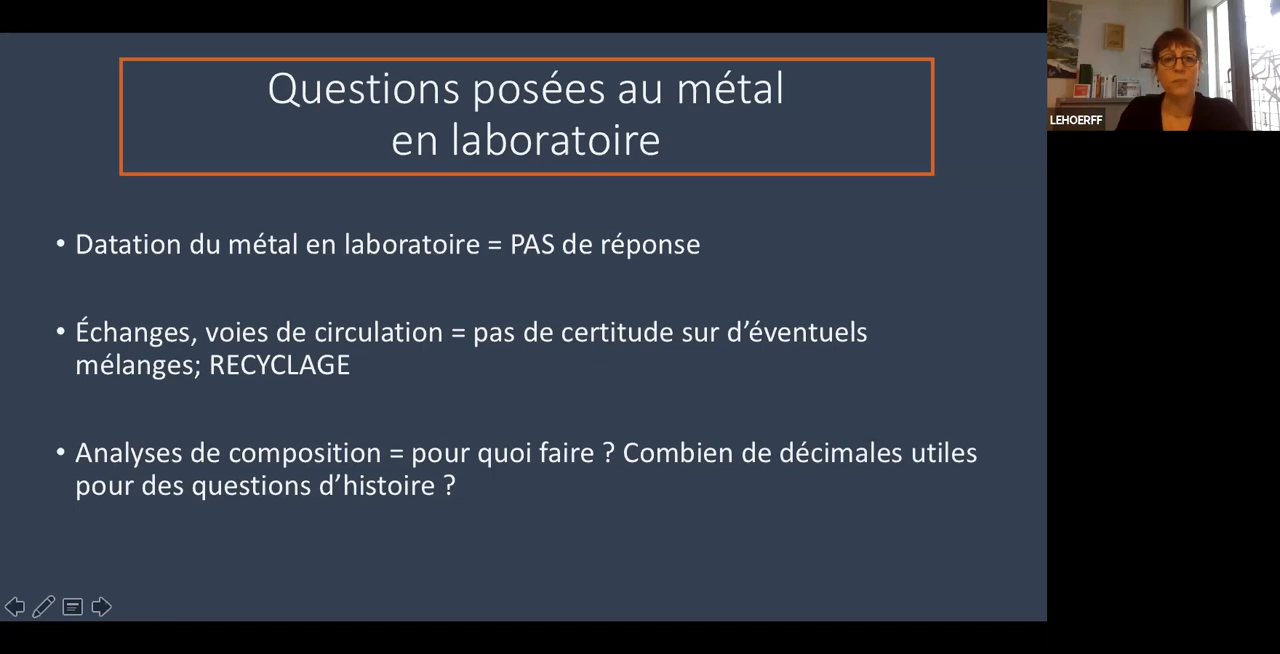 Questions posées au métal
en laboratoire
• Datation du métal en laboratoire = PAS de réponse
• Échanges, voies de circulation = pas de certitude sur d’éventuels
mélanges; RECYCLAGE
• Analyses de composition = pour quoi faire ? Combien de décimales utiles
pour des questions d’histoire ?
LEHOERFF